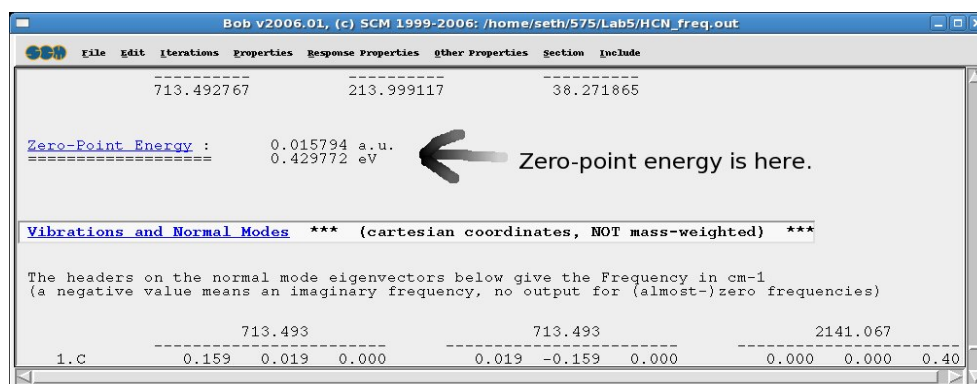 Bob v2006.01, (c) SCM 1999-2006: /home/seth/575/Lab5/HCN_freq.out
SCM File Edit Iterations Properties Response Properties Other Properties Section Include
---------- ---------- ----------
713.492767 213.999117 38.271865
Zero-Point Energy : 0.015794 a.u.
=================== 0.429772 eV
Zero-point energy is here.
Vibrations and Normal Modes *** (cartesian coordinates, NOT mass-weighted) ***
The headers on the normal mode eigenvectors below give the Frequency in cm-1
(a negative value means an imaginary frequency, no output for (almost-)zero frequencies)
713.493 713.493 2141.067
------------------------ ------------------------ ------------------------
1.C 0.159 0.019 0.000 0.019 -0.159 0.000 0.000 0.000 0.40